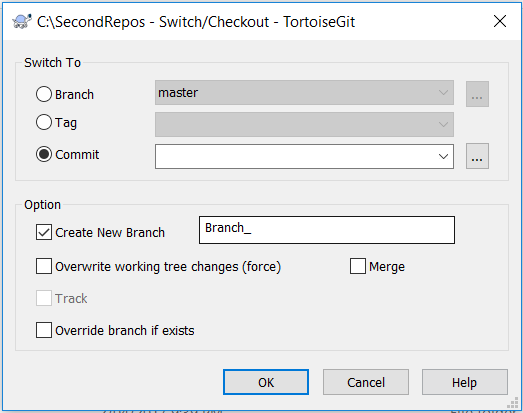 C:\SecondRepos - Switch/Checkout - TortoiseGit
Switch To
Branch
master
...
Tag
Commit
...
Option
Create New Branch
Branch_
Overwrite working tree changes (force)
Merge
Track
Override branch if exists
OK
Cancel
Help